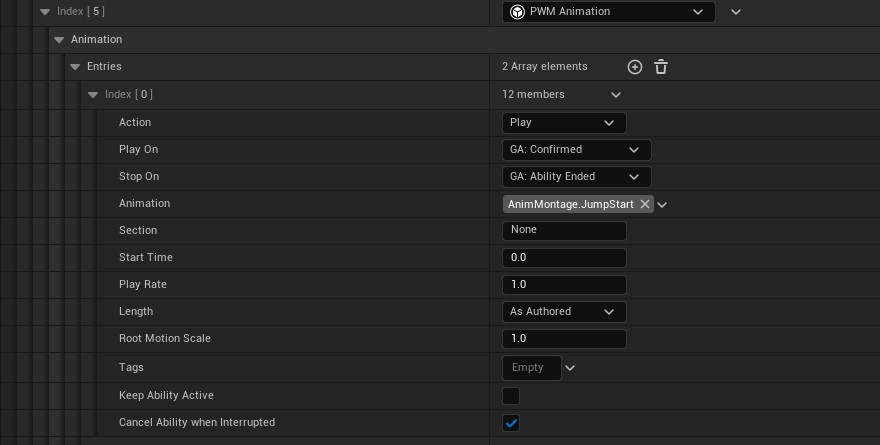 Index [ 5 ] PWM Animation
Animation
Entries 2 Array elements
Index [ 0 ] 12 members
Action Play
Play On GA: Confirmed
Stop On GA: Ability Ended
Animation AnimMontage.JumpStart
Section None
Start Time 0.0
Play Rate 1.0
Length As Authored
Root Motion Scale 1.0
Tags Empty
Keep Ability Active
Cancel Ability when Interrupted